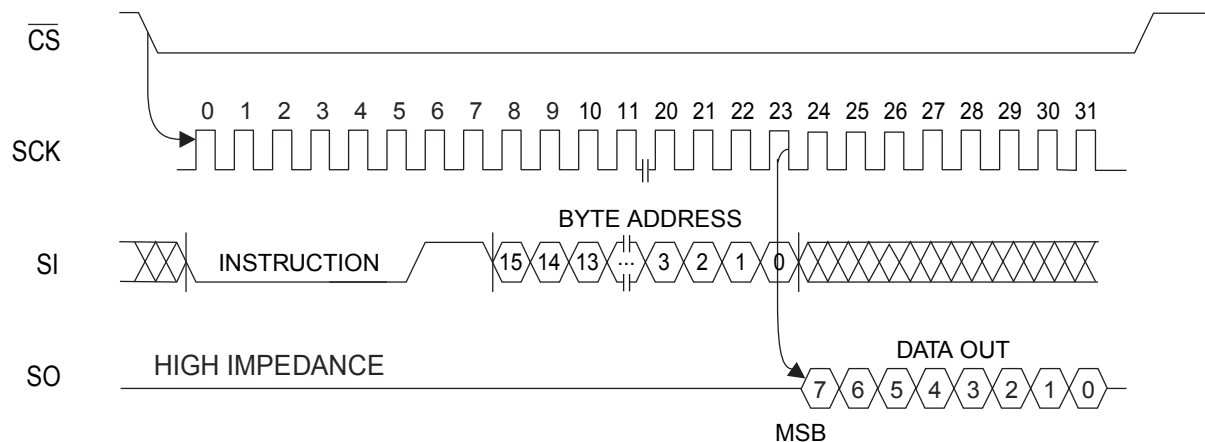 CS
0 1 2 3 4 5 6 7 8 9 10 11 20 21 22 23 24 25 26 27 28 29 30 31
SCK
BYTE ADDRESS
SI
INSTRUCTION
15 14 13 ... 3 2 1 0
HIGH IMPEDANCE
DATA OUT
SO
7 6 5 4 3 2 1 0
MSB